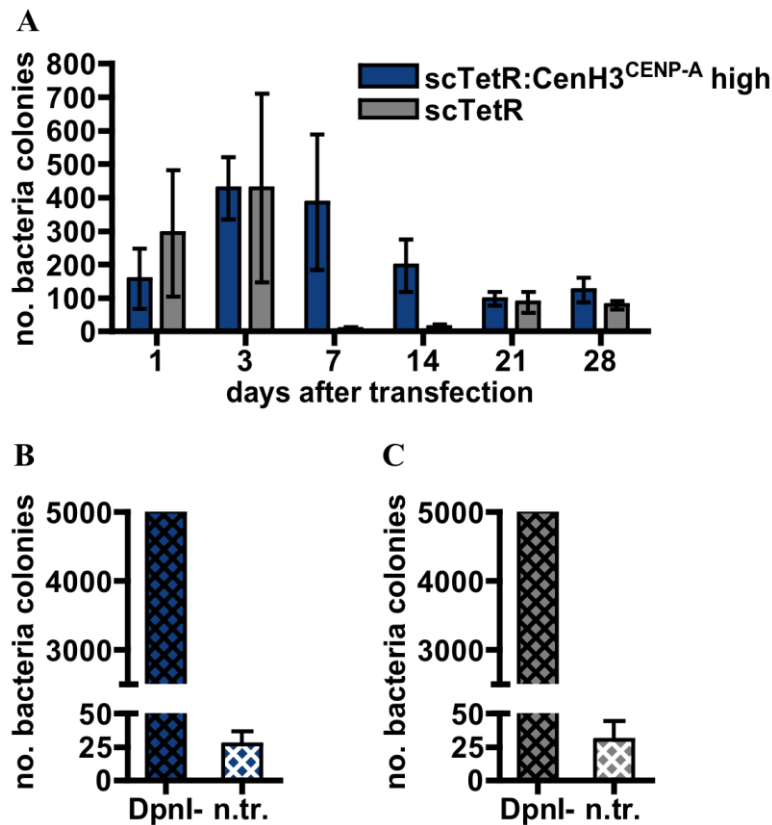 A
scTetR:CenH3CENP-A high
scTetR
no. bacteria colonies
800
700
600
500
400
300
200
100
0
1 3 7 14 21 28
days after transfection
B
no. bacteria colonies
5000
4000
3000
50
25
0
DpnI- n.tr.
C
no. bacteria colonies
5000
4000
3000
50
25
0
DpnI- n.tr.